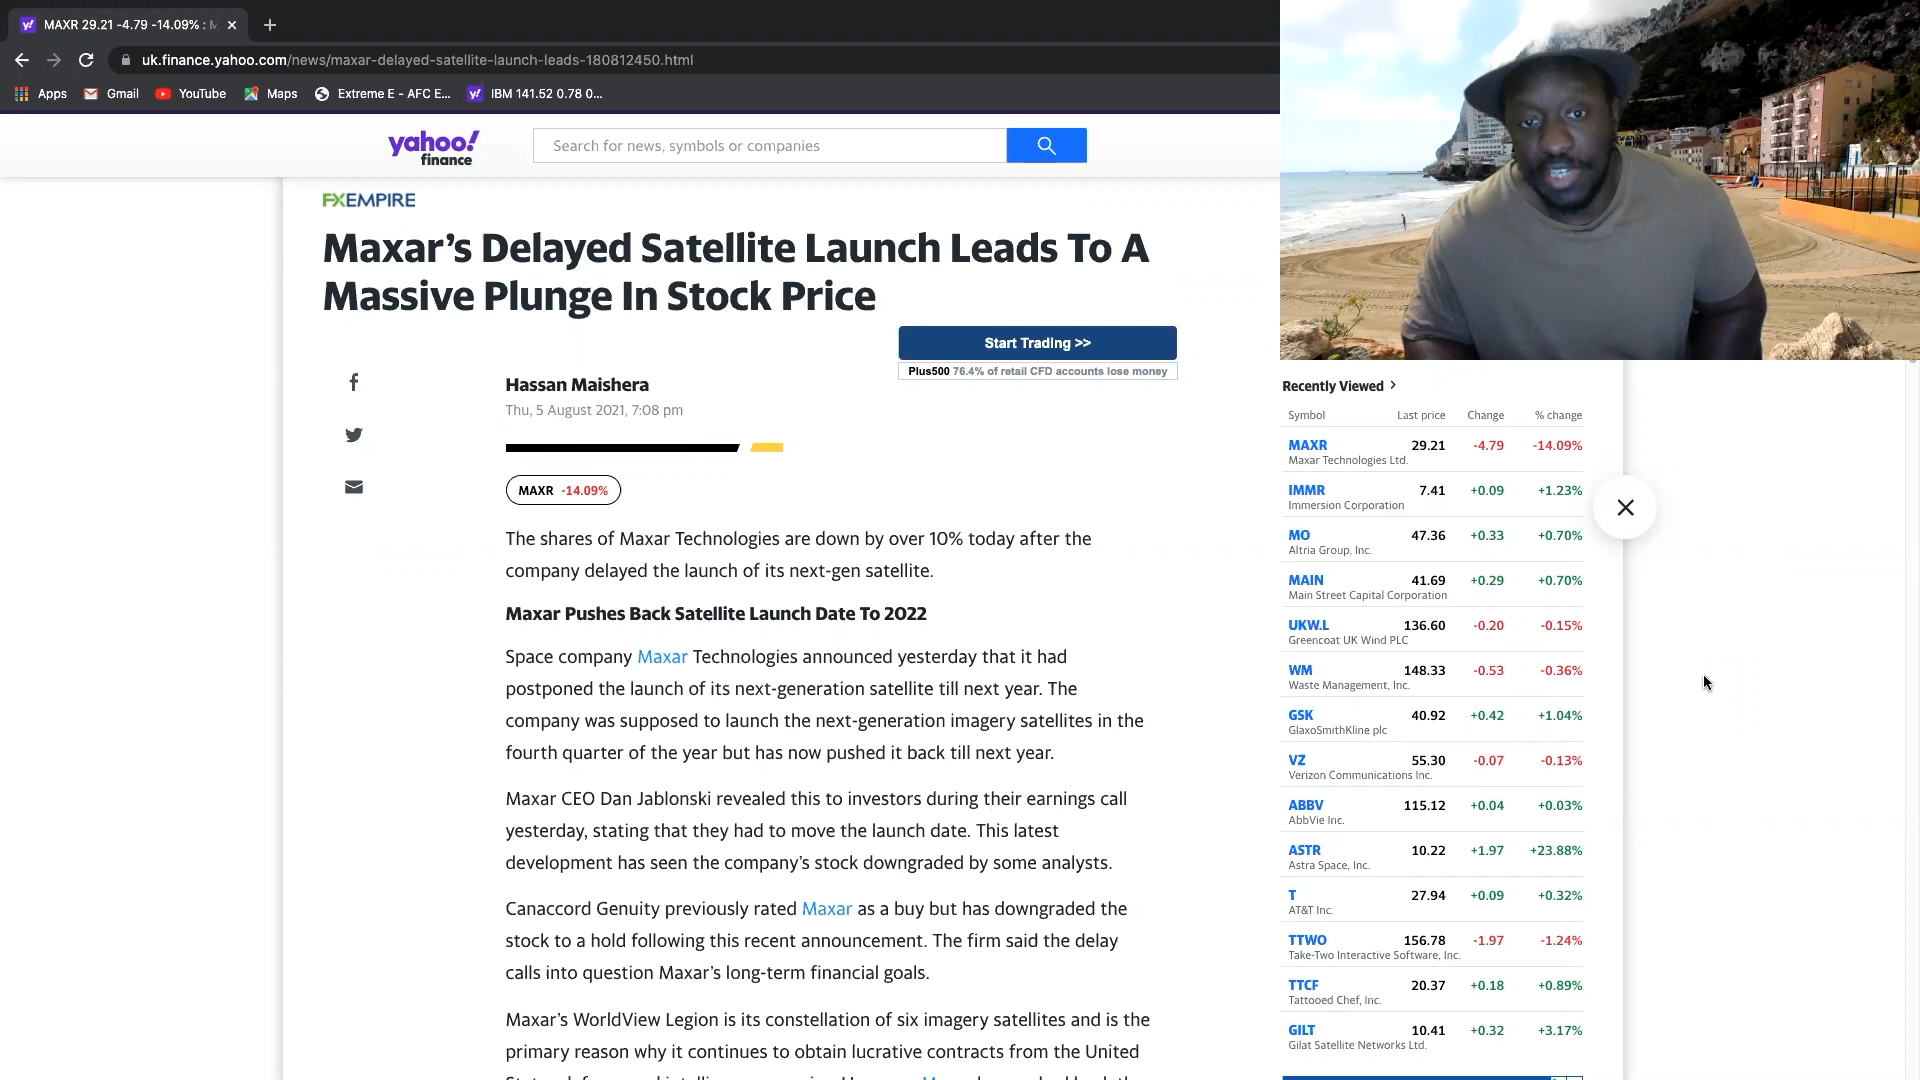 MAXR 29.21 -4.79 -14.09% :
uk.finance.yahoo.com/news/maxar-delayed-satellite-launch-leads-180812450.html
Apps Gmail YouTube Maps Extreme E - AFC E... IBM 141.52 0.78 0...
yahoo!
finance
Search for news, symbols or companies
FXEMPIRE
Maxar’s Delayed Satellite Launch Leads To A
Massive Plunge In Stock Price
Start Trading >>
Plus500 76.4% of retail CFD accounts lose money
Hassan Maishera
Thu, 5 August 2021, 7:08 pm
MAXR -14.09%
The shares of Maxar Technologies are down by over 10% today after the
company delayed the launch of its next-gen satellite.
Maxar Pushes Back Satellite Launch Date To 2022
Space company Maxar Technologies announced yesterday that it had
postponed the launch of its next-generation satellite till next year. The
company was supposed to launch the next-generation imagery satellites in the
fourth quarter of the year but has now pushed it back till next year.
Maxar CEO Dan Jablonski revealed this to investors during their earnings call
yesterday, stating that they had to move the launch date. This latest
development has seen the company’s stock downgraded by some analysts.
Canaccord Genuity previously rated Maxar as a buy but has downgraded the
stock to a hold following this recent announcement. The firm said the delay
calls into question Maxar’s long-term financial goals.
Maxar’s WorldView Legion is its constellation of six imagery satellites and is the
primary reason why it continues to obtain lucrative contracts from the United
Recently Viewed >
Symbol Last price Change % change
MAXR 29.21 -4.79 -14.09%
Maxar Technologies Ltd.
IMMR 7.41 +0.09 +1.23%
Immersion Corporation
MO 47.36 +0.33 +0.70%
Altria Group, Inc.
MAIN 41.69 +0.29 +0.70%
Main Street Capital Corporation
UKW.L 136.60 -0.20 -0.15%
Greencoat UK Wind PLC
WM 148.33 -0.53 -0.36%
Waste Management, Inc.
GSK 40.92 +0.42 +1.04%
GlaxoSmithKline plc
VZ 55.30 -0.07 -0.13%
Verizon Communications Inc.
ABBV 115.12 +0.04 +0.03%
AbbVie Inc.
ASTR 10.22 +1.97 +23.88%
Astra Space, Inc.
T 27.94 +0.09 +0.32%
AT&T Inc.
TTWO 156.78 -1.97 -1.24%
Take-Two Interactive Software, Inc.
TTCF 20.37 +0.18 +0.89%
Tattooed Chef, Inc.
GILT 10.41 +0.32 +3.17%
Gilat Satellite Networks Ltd.